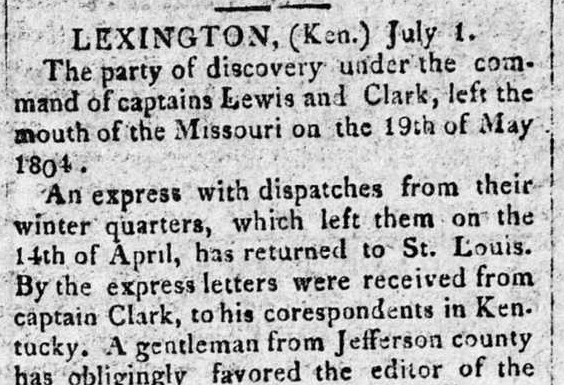 LEXINGTON, (Ken.) July 1.
The party of discovery under the com-
mand of captains Lewis and Clark, left the
mouth of the Missouri on the 19th of May
1804.
An express with dispatches from their
winter quarters, which left them on the
14th of April, has returned to St. Louis.
By the express letters were received from
captain Clark, to his corespondents in Ken-
tucky. A gentleman from Jefferson county
has obligingly favored the editor of the